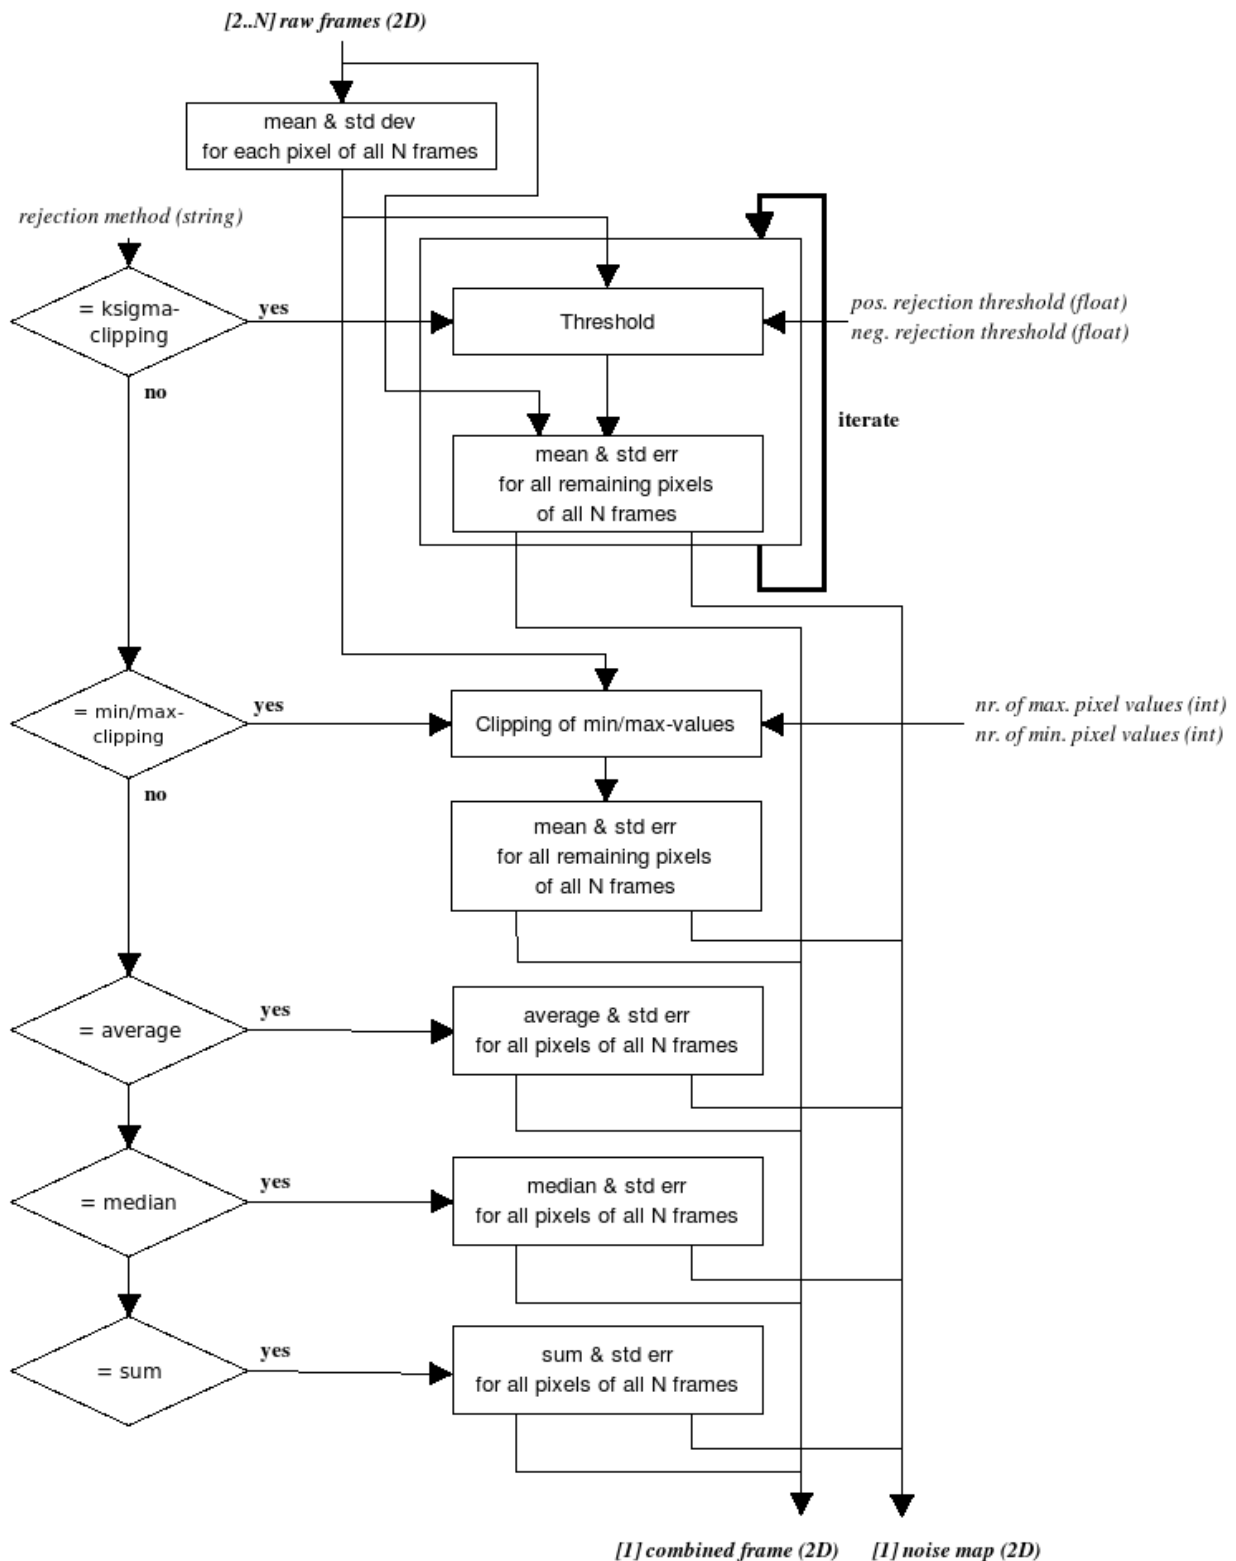 [2..N] raw frames (2D)
mean & std dev
for each pixel of all N frames
rejection method (string)
= ksigma-
clipping
yes
no
Threshold
pos. rejection threshold (float)
neg. rejection threshold (float)
iterate
mean & std err
for all remaining pixels
of all N frames
= min/max-
clipping
yes
no
Clipping of min/max-values
nr. of max. pixel values (int)
nr. of min. pixel values (int)
mean & std err
for all remaining pixels
of all N frames
= average
yes
average & std err
for all pixels of all N frames
= median
yes
median & std err
for all pixels of all N frames
= sum
yes
sum & std err
for all pixels of all N frames
[1] combined frame (2D)
[1] noise map (2D)